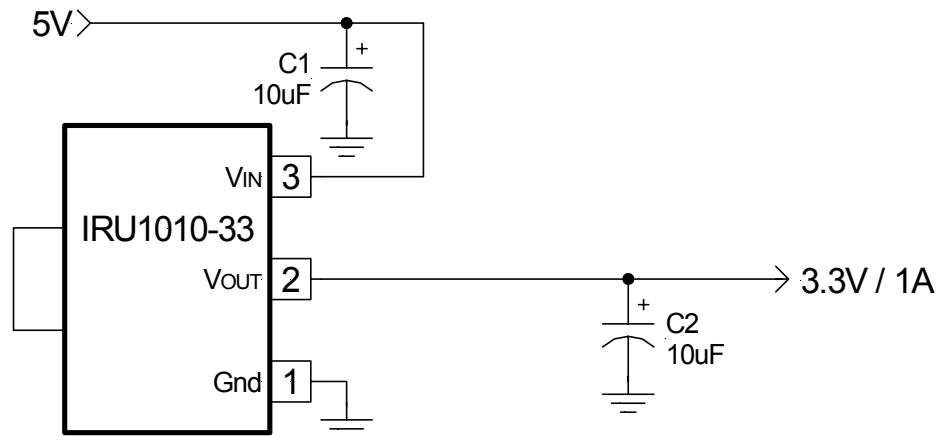 5V
C1
10uF
VIN 3
IRU1010-33
VOUT 2
3.3V / 1A
C2
10uF
Gnd 1